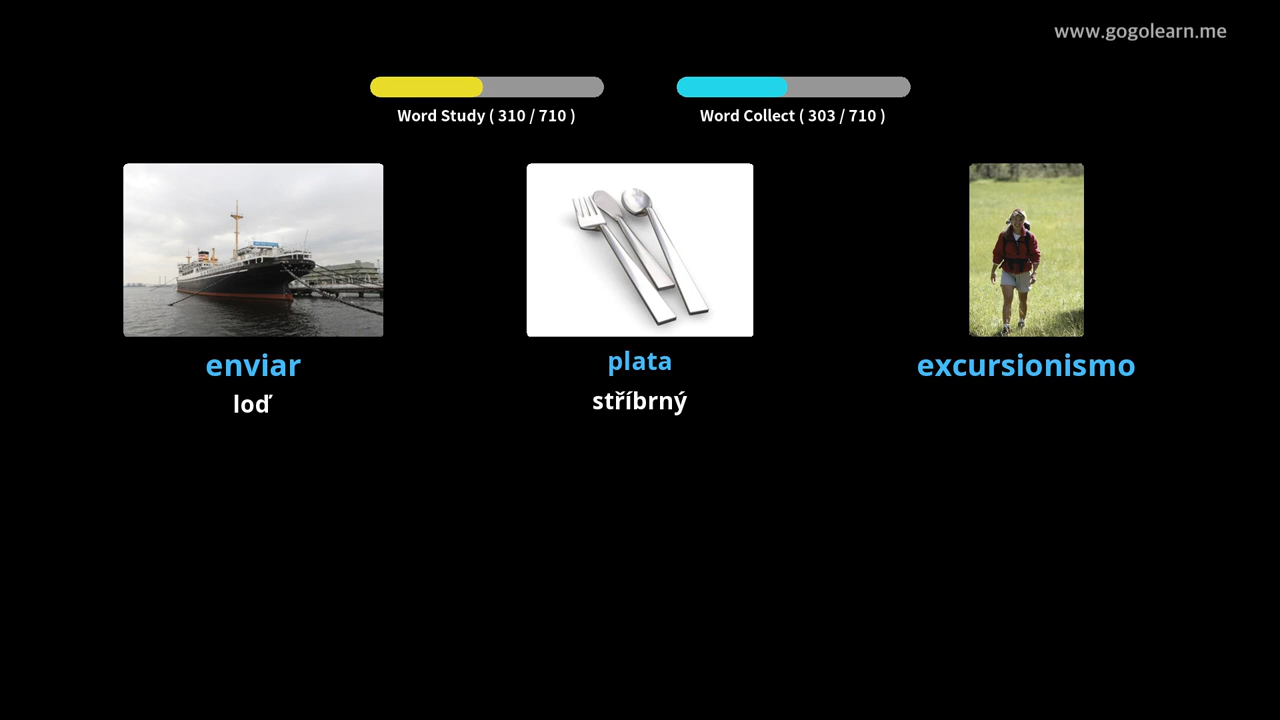 www.gogolearn.me
Word Study ( 310 / 710 )
Word Collect ( 303 / 710 )
enviar
loď
plata
stříbrný
excursionismo